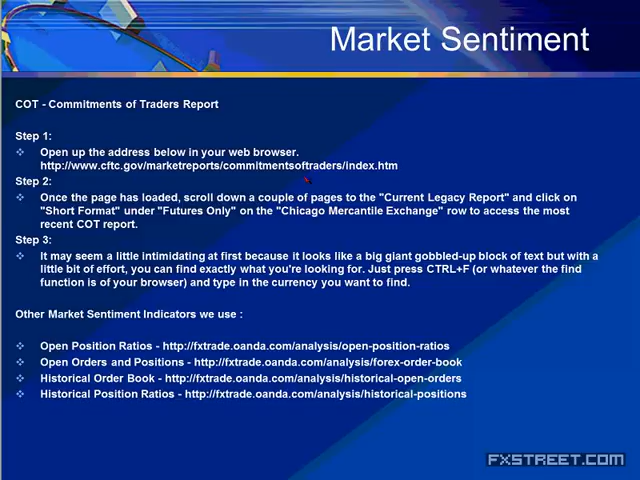 Market Sentiment
COT - Commitments of Traders Report
Step 1:
Open up the address below in your web browser.
http://www.cftc.gov/marketreports/commitmentsoftraders/index.htm
Step 2:
Once the page has loaded, scroll down a couple of pages to the "Current Legacy Report" and click on
"Short Format" under "Futures Only" on the "Chicago Mercantile Exchange" row to access the most
recent COT report.
Step 3:
It may seem a little intimidating at first because it looks like a big giant gobbled-up block of text but with a
little bit of effort, you can find exactly what you're looking for. Just press CTRL+F (or whatever the find
function is of your browser) and type in the currency you want to find.
Other Market Sentiment Indicators we use :
Open Position Ratios - http://fxtrade.oanda.com/analysis/open-position-ratios
Open Orders and Positions - http://fxtrade.oanda.com/analysis/forex-order-book
Historical Order Book - http://fxtrade.oanda.com/analysis/historical-open-orders
Historical Position Ratios - http://fxtrade.oanda.com/analysis/historical-positions
FXSTREET.COM